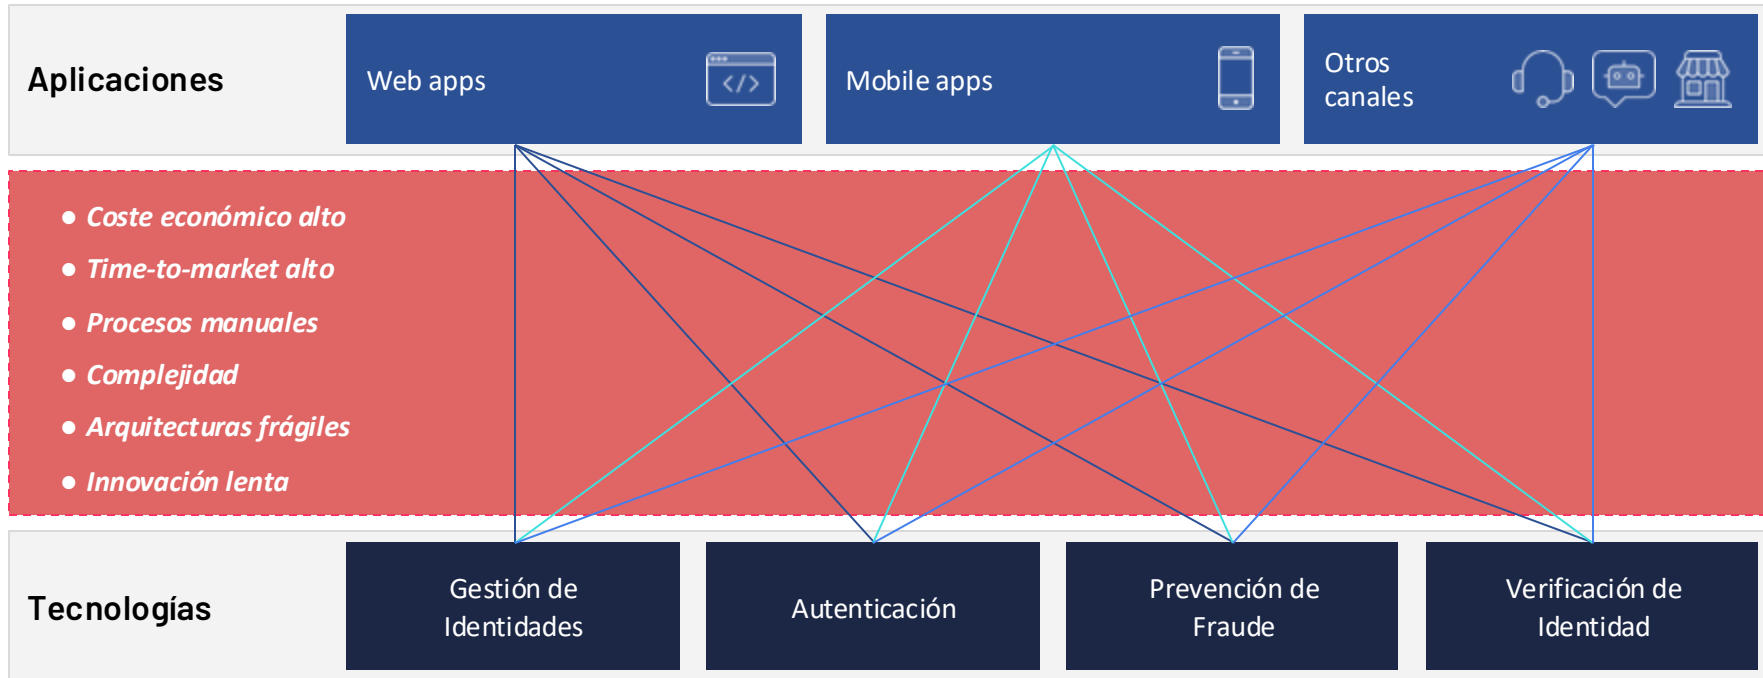 Aplicaciones
Web apps
</>
Mobile apps
Otros
canales
● Coste económico alto
● Time-to-market alto
● Procesos manuales
● Complejidad
● Arquitecturas frágiles
● Innovación lenta
Tecnologías
Gestión de
Identidades
Autenticación
Prevención de
Fraude
Verificación de
Identidad